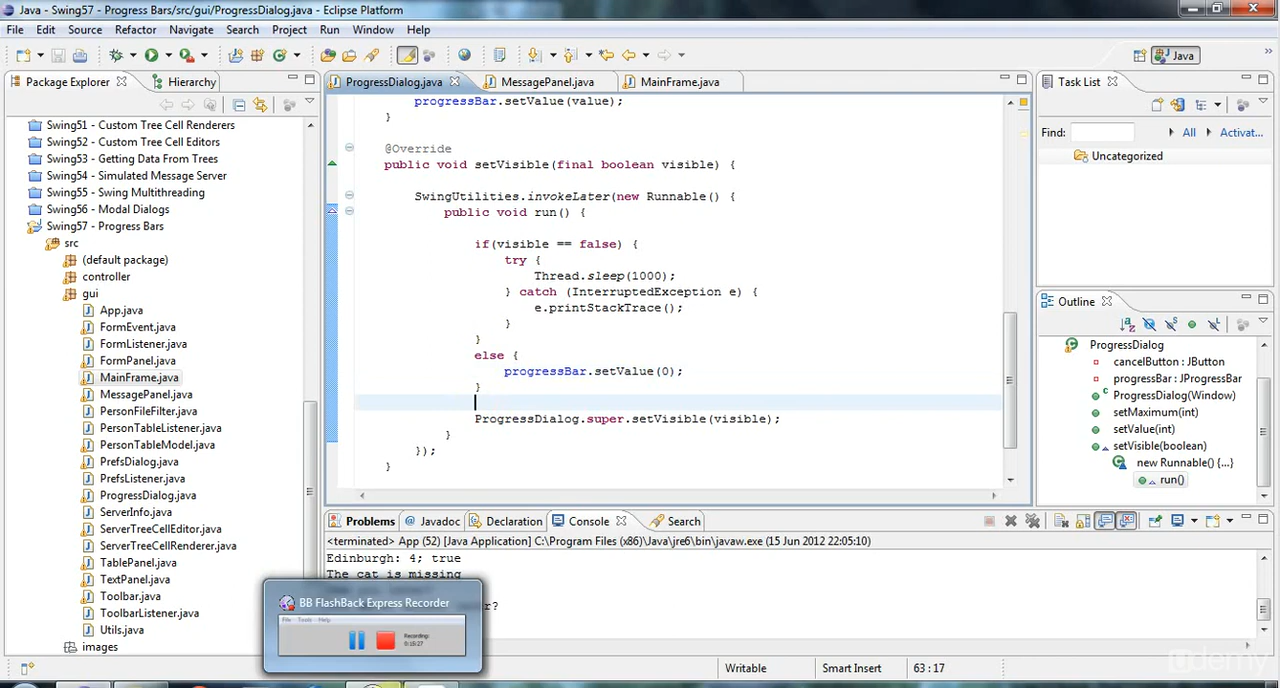 Java - Swing57 - Progress Bars/src/gui/ProgressDialog.java - Eclipse Platform
File Edit Source Refactor Navigate Search Project Run Window Help
Java
Package Explorer Hierarchy
Swing51 - Custom Tree Cell Renderers
Swing52 - Custom Tree Cell Editors
Swing53 - Getting Data From Trees
Swing54 - Simulated Message Server
Swing55 - Swing Multithreading
Swing56 - Modal Dialogs
Swing57 - Progress Bars
src
(default package)
controller
gui
App.java
FormEvent.java
FormListener.java
FormPanel.java
MainFrame.java
MessagePanel.java
PersonFileFilter.java
PersonTableListener.java
PersonTableModel.java
PrefsDialog.java
PrefsListener.java
ProgressDialog.java
ServerInfo.java
ServerTreeCellEditor.java
ServerTreeCellRenderer.java
TablePanel.java
TextPanel.java
Toolbar.java
ToolbarListener.java
Utils.java
images
ProgressDialog.java MessagePanel.java MainFrame.java
progressBar.setValue(value);
}
@Override
public void setVisible(final boolean visible) {
SwingUtilities.invokeLater(new Runnable() {
public void run() {
if(visible == false) {
try {
Thread.sleep(1000);
} catch (InterruptedException e) {
e.printStackTrace();
}
}
else {
progressBar.setValue(0);
}
ProgressDialog.super.setVisible(visible);
}
});
}
Task List
Find: All Activat...
Uncategorized
Outline
ProgressDialog
cancelButton : JButton
progressBar : JProgressBar
ProgressDialog(Window)
setMaximum(int)
setValue(int)
setVisible(boolean)
new Runnable() {...}
run()
Problems Javadoc Declaration Console Search
<terminated> App (52) [Java Application] C:\Program Files (x86)\Java\jre6\bin\javaw.exe (15 Jun 2012 22:05:10)
Edinburgh: 4; true
The cat is missing
BB FlashBack Express Recorder
File Tools Help
Recording:
0:15:27
Writable Smart Insert 63 : 17
udemy